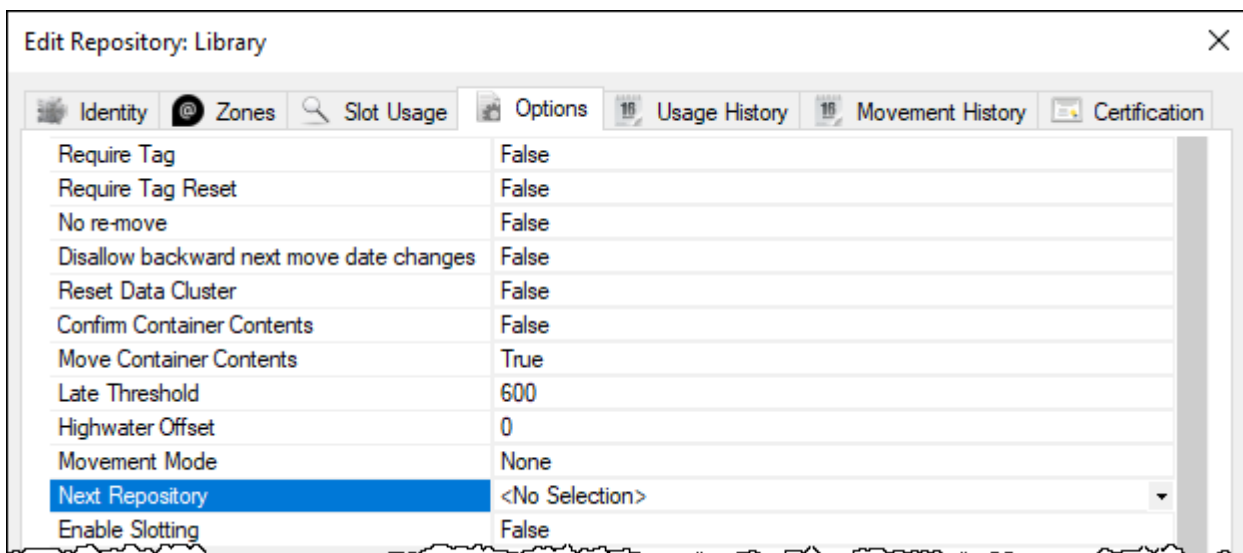 Edit Repository: Library
Identity @ Zones Slot Usage Options 16 Usage History 16 Movement History Certification
Require Tag False
Require Tag Reset False
No re-move False
Disallow backward next move date changes False
Reset Data Cluster False
Confirm Container Contents False
Move Container Contents True
Late Threshold 600
Highwater Offset 0
Movement Mode None
Next Repository <No Selection>
Enable Slotting False